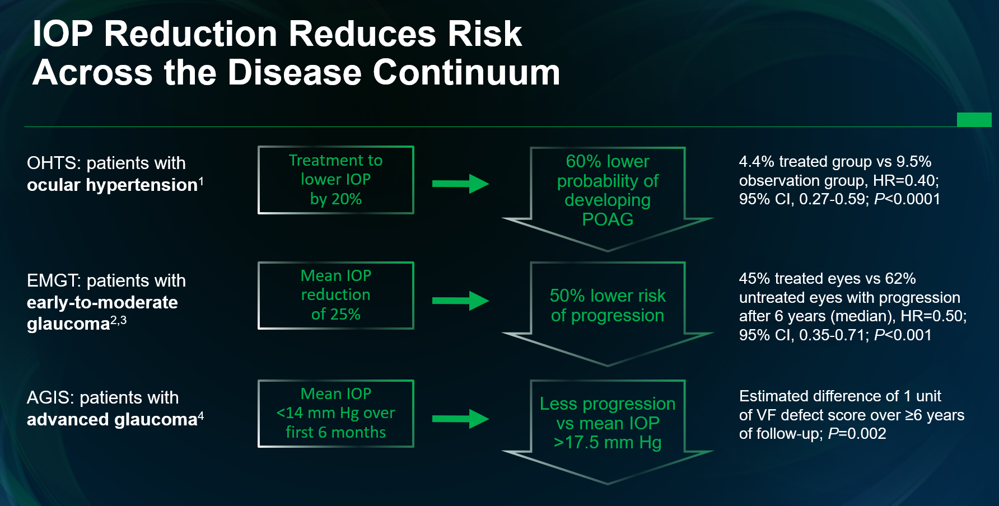 IOP Reduction Reduces Risk
Across the Disease Continuum
OHTS: patients with
ocular hypertension1
Treatment to
lower IOP
by 20%
60% lower
probability of
developing
POAG
4.4% treated group vs 9.5%
observation group, HR=0.40;
95% CI, 0.27-0.59; P<0.0001
EMGT: patients with
early-to-moderate
glaucoma2,3
Mean IOP
reduction
of 25%
50% lower risk
of progression
45% treated eyes vs 62%
untreated eyes with progression
after 6 years (median), HR=0.50;
95% CI, 0.35-0.71; P<0.001
AGIS: patients with
advanced glaucoma4
Mean IOP
<14 mm Hg over
first 6 months
Less progression
vs mean IOP
>17.5 mm Hg
Estimated difference of 1 unit
of VF defect score over ≥6 years
of follow-up; P=0.002